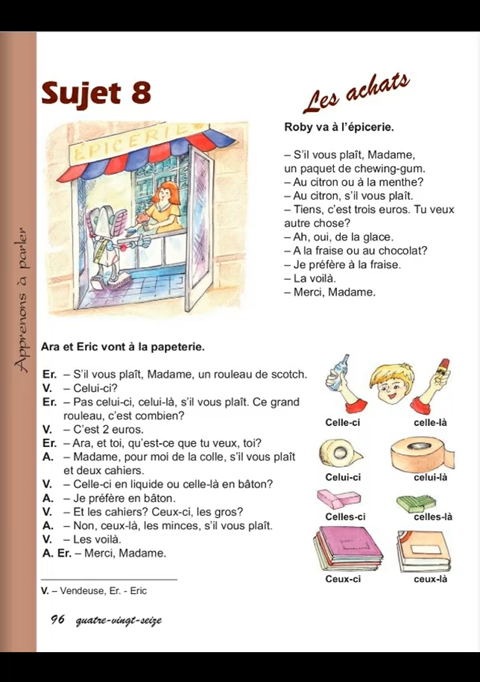 Sujet 8
Les achats
EPICERIE
Roby va à l'épicerie.
– S'il vous plaît, Madame,
un paquet de chewing-gum.
– Au citron ou à la menthe?
– Au citron, s'il vous plaît.
– Tiens, c'est trois euros. Tu veux
autre chose?
– Ah, oui, de la glace.
– A la fraise ou au chocolat?
– Je préfère à la fraise.
– La voilà.
– Merci, Madame.
Apprenons à parler
Ara et Eric vont à la papeterie.
Er. – S'il vous plaît, Madame, un rouleau de scotch.
V. – Celui-ci?
Er. – Pas celui-ci, celui-là, s'il vous plaît. Ce grand
rouleau, c'est combien?
V. – C'est 2 euros.
Er. – Ara, et toi, qu'est-ce que tu veux, toi?
A. – Madame, pour moi de la colle, s'il vous plaît
et deux cahiers.
V. – Celle-ci en liquide ou celle-là en bâton?
A. – Je préfère en bâton.
V. – Et les cahiers? Ceux-ci, les gros?
A. – Non, ceux-là, les minces, s'il vous plaît.
V. – Les voilà.
A. Er. – Merci, Madame.
Celle-ci celle-là
Celui-ci celui-là
Celles-ci celles-là
Ceux-ci ceux-là
V. – Vendeuse, Er. - Eric
96 quatre-vingt-seize